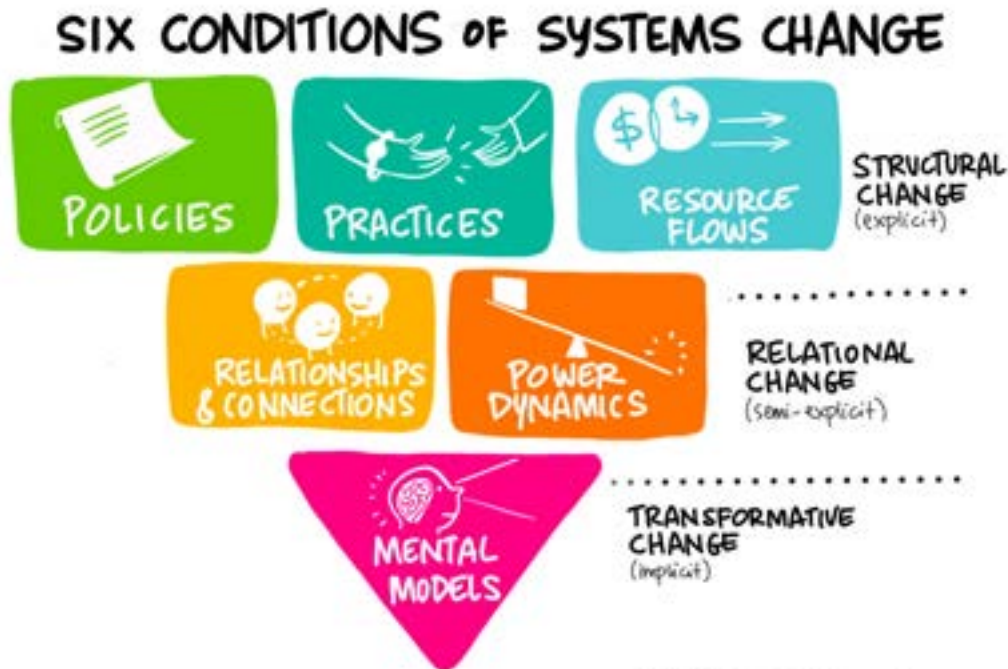 SIX CONDITIONS OF SYSTEMS CHANGE
POLICIES
PRACTICES
$
RESOURCE
FLOWS
STRUCTURAL
CHANGE
(explicit)
RELATIONSHIPS
& CONNECTIONS
POWER
DYNAMICS
RELATIONAL
CHANGE
(semi-explicit)
MENTAL
MODELS
TRANSFORMATIVE
CHANGE
(implicit)